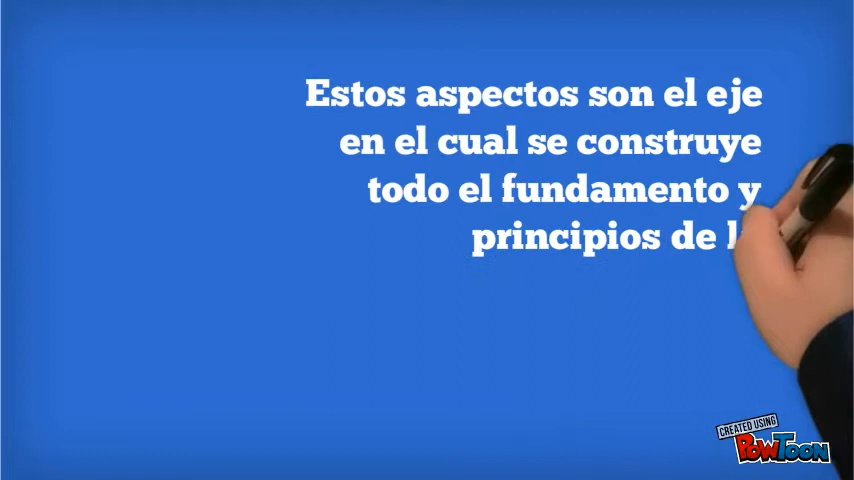 Estos aspectos son el eje
en el cual se construye
todo el fundamento y
principios de
CREATED USING
POWTOON